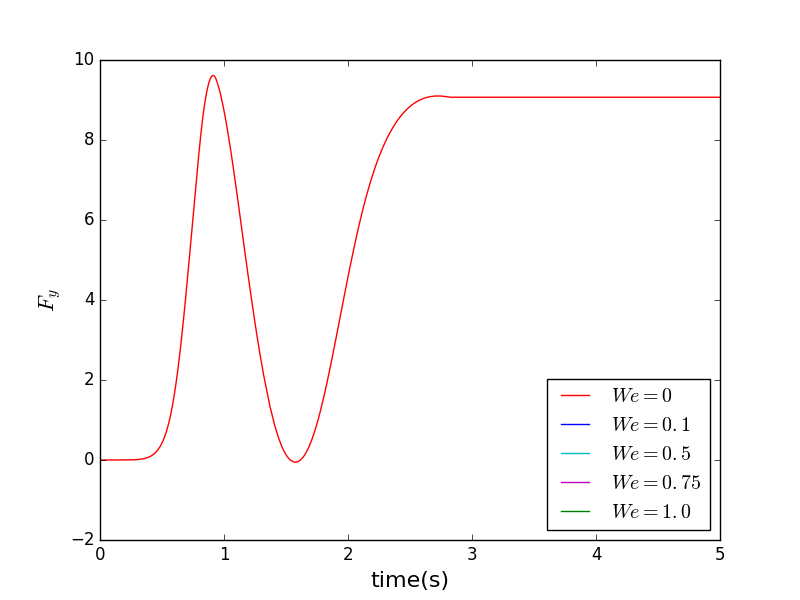 10
8
6
4
2
0
−2
F_y
0 1 2 3 4 5
time(s)
We = 0
We = 0.1
We = 0.5
We = 0.75
We = 1.0